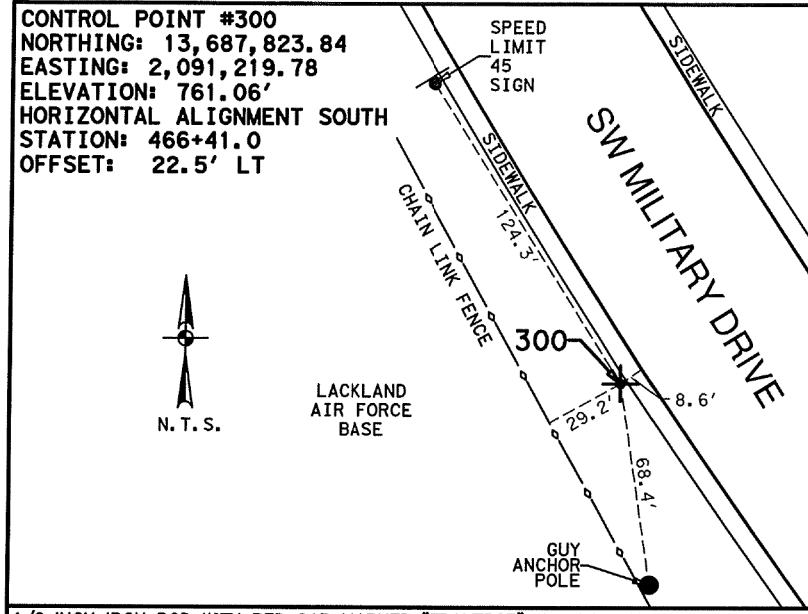 CONTROL POINT #300
NORTHING: 13,687,823.84
EASTING: 2,091,219.78
ELEVATION: 761.06'
HORIZONTAL ALIGNMENT SOUTH
STATION: 466+41.0
OFFSET: 22.5' LT
SPEED
LIMIT
45
SIGN
SIDEWALK
SIDEWALK
SW MILITARY DRIVE
CHAIN LINK FENCE
124.3'
300
8.6'
29.2'
68.4'
LACKLAND
AIR FORCE
BASE
N.T.S.
GUY
ANCHOR
POLE